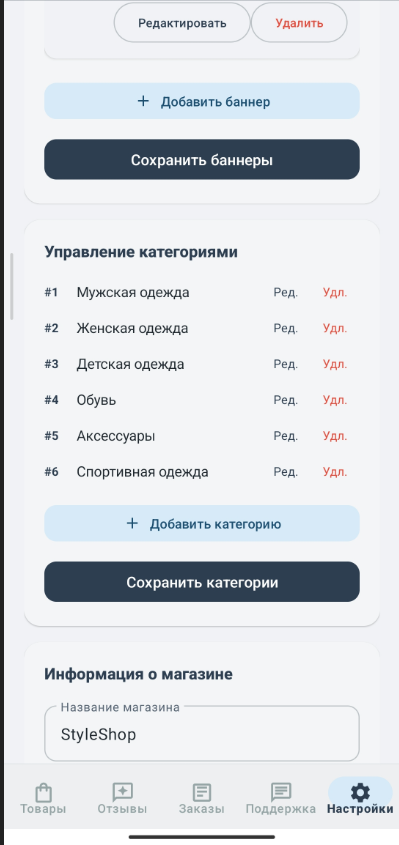 Редактировать Удалить
+ Добавить баннер
Сохранить баннеры
Управление категориями
#1 Мужская одежда Ред. Удл.
#2 Женская одежда Ред. Удл.
#3 Детская одежда Ред. Удл.
#4 Обувь Ред. Удл.
#5 Аксессуары Ред. Удл.
#6 Спортивная одежда Ред. Удл.
+ Добавить категорию
Сохранить категории
Информация о магазине
Название магазина
StyleShop
Товары Отзывы Заказы Поддержка Настройки